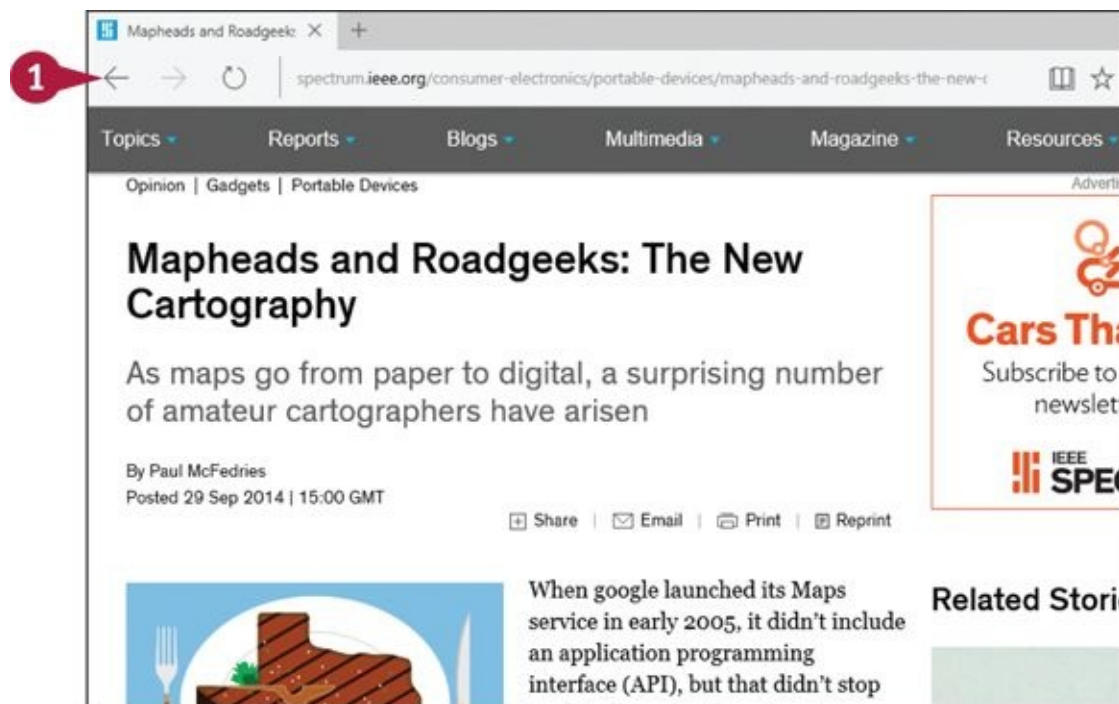 Mapheads and Roadgeek
1
spectrum.ieee.org/consumer-electronics/portable-devices/mapheads-and-roadgeeks-the-new-c
Topics Reports Blogs Multimedia Magazine Resources
Opinion | Gadgets | Portable Devices
Adverti
Mapheads and Roadgeeks: The New
Cartography
As maps go from paper to digital, a surprising number
of amateur cartographers have arisen
By Paul McFedries
Posted 29 Sep 2014 | 15:00 GMT
Share | Email | Print | Reprint
Cars Tha
Subscribe to
newslet
IEEE
SPEC
When google launched its Maps
service in early 2005, it didn't include
an application programming
interface (API), but that didn't stop
Related Stori